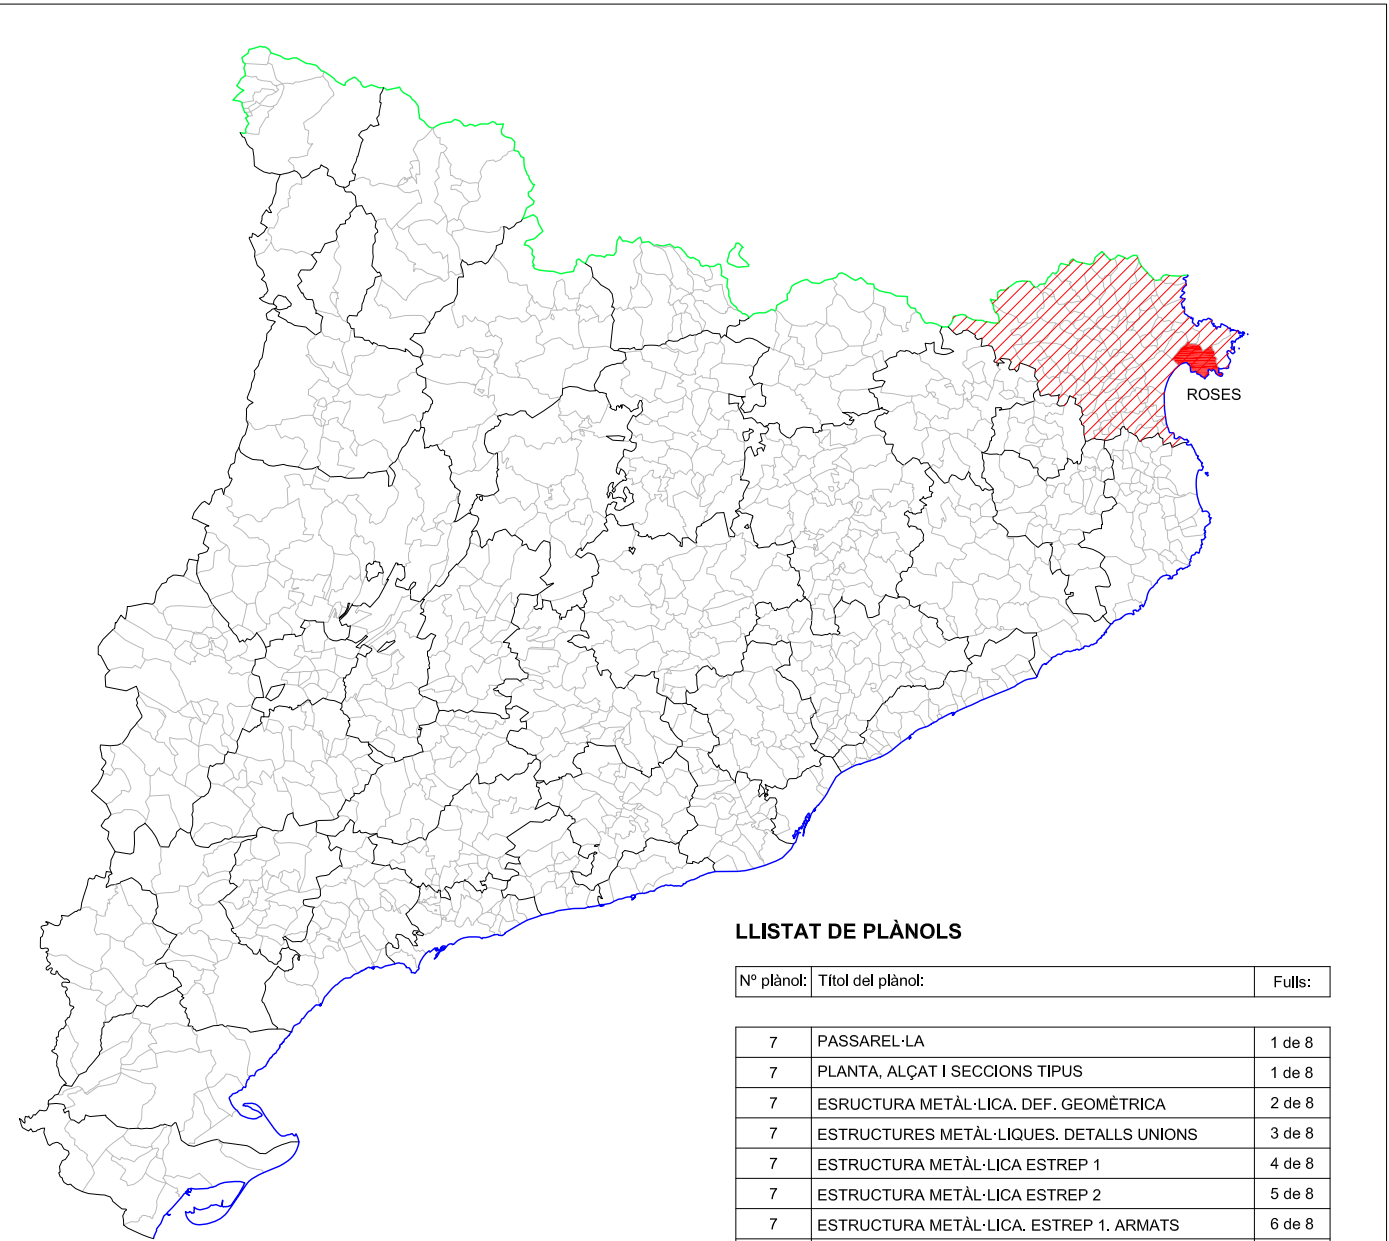 ROSES
LLISTAT DE PLÀNOLS
Nº plànol: Títol del plànol: Fulls:
7 PASSAREL·LA 1 de 8
7 PLANTA, ALÇAT I SECCIONS TIPUS 1 de 8
7 ESRUCTURA METÀL·LICA. DEF. GEOMÈTRICA 2 de 8
7 ESTRUCTURES METÀL·LIQUES. DETALLS UNIONS 3 de 8
7 ESTRUCTURA METÀL·LICA ESTREP 1 4 de 8
7 ESTRUCTURA METÀL·LICA ESTREP 2 5 de 8
7 ESTRUCTURA METÀL·LICA. ESTREP 1. ARMATS 6 de 8